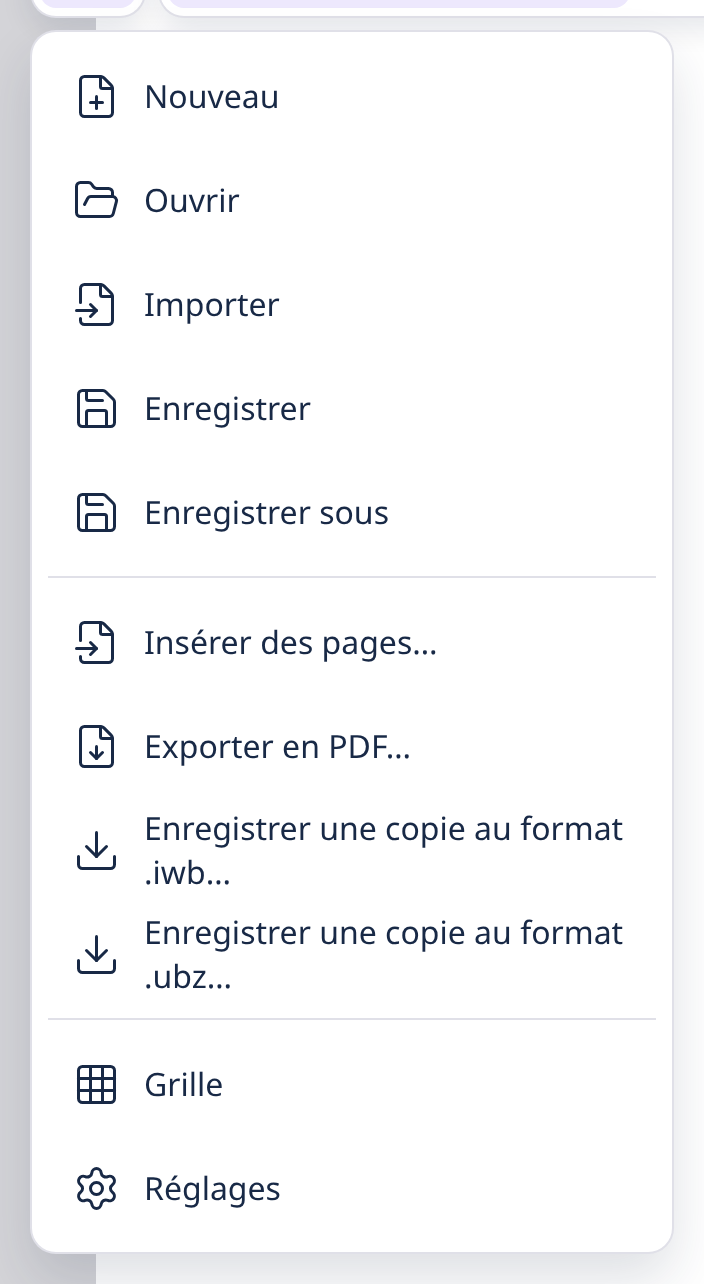 Nouveau
Ouvrir
Importer
Enregistrer
Enregistrer sous
Insérer des pages...
Exporter en PDF...
Enregistrer une copie au format
.iwb...
Enregistrer une copie au format
.ubz...
Grille
Réglages